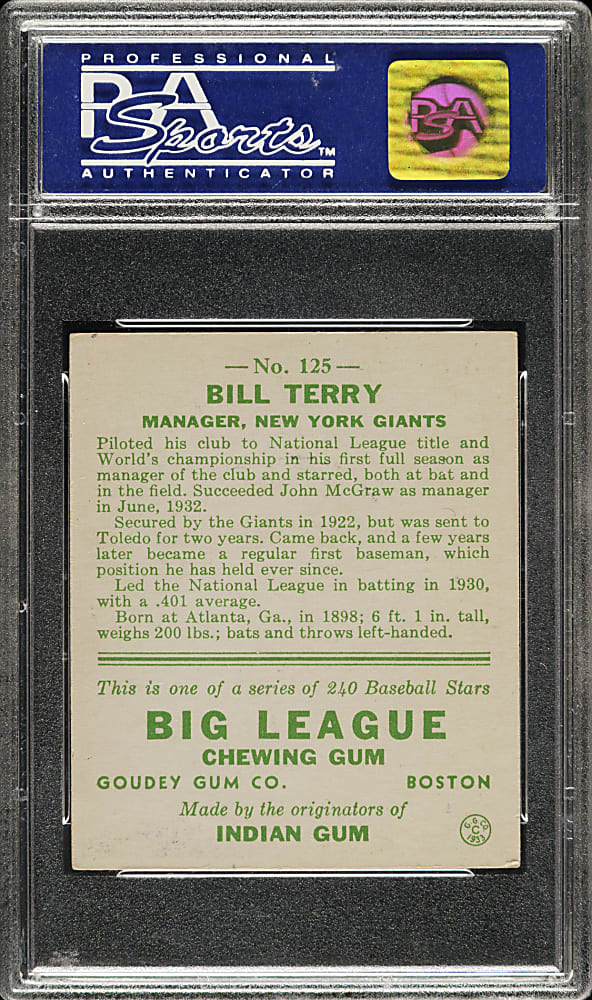 PROFESSIONAL
PSA
Sports™
AUTHENTICATOR
PSA
—No. 125—
BILL TERRY
MANAGER, NEW YORK GIANTS
Piloted his club to National League title and
World's championship in his first full season as
manager of the club and starred, both at bat and
in the field. Succeeded John McGraw as manager
in June, 1932.
Secured by the Giants in 1922, but was sent to
Toledo for two years. Came back, and a few years
later became a regular first baseman, which
position he has held ever since.
Led the National League in batting in 1930,
with a .401 average.
Born at Atlanta, Ga., in 1898; 6 ft. 1 in. tall,
weighs 200 lbs.; bats and throws left-handed.
This is one of a series of 240 Baseball Stars
BIG LEAGUE
CHEWING GUM
GOUDEY GUM CO. BOSTON
Made by the originators of
INDIAN GUM
G.G.CO.
C
1933